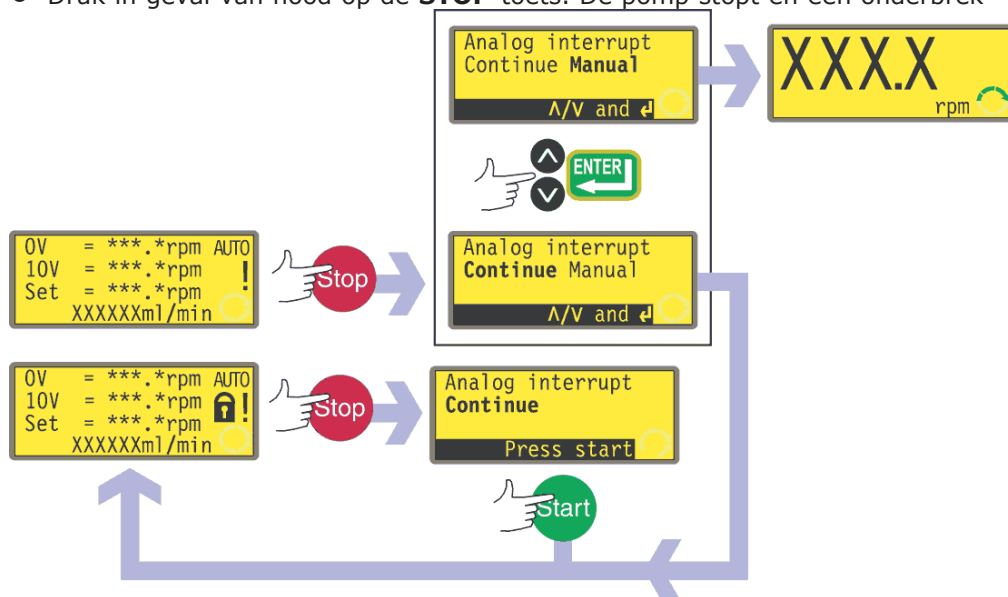 ● Druk in geval van nood op de STOP-toets. De pomp stopt en een onderbrek-
Analog interrupt
Continue Manual
Λ/V and ↵
XXX.X
rpm
ENTER
0V = ***.*rpm AUTO
10V = ***.*rpm !
Set = ***.*rpm
XXXXXXml/min
Stop
Analog interrupt
Continue Manual
Λ/V and ↵
0V = ***.*rpm AUTO
10V = ***.*rpm !
Set = ***.*rpm
XXXXXXml/min
Stop
Analog interrupt
Continue
Press start
Start